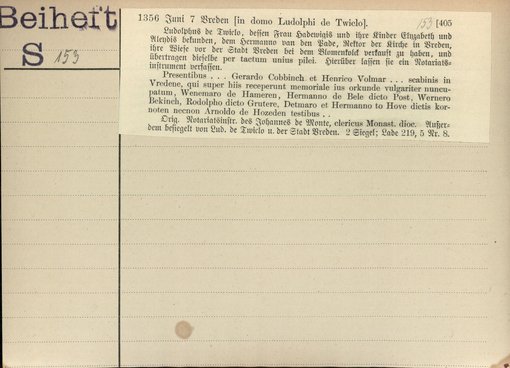 Beiheft
S 153
1356 Juni 7 Vreden [in domo Ludolphi de Twiclo]. 153 [405
Ludolphus de Twiclo, dessen Frau Hadewigis und ihre Kinder Elyzabeth und
Aleydis bekunden, dem Hermanno van den Pade, Rektor der Kirche in Vreden,
ihre Wiese vor der Stadt Vreden bei dem Vlomenkolck verkauft zu haben, und
übertragen dieselbe per tactum unius pilei. Hierüber lassen sie ein Notariats-
instrument verfassen.
Presentibus . . . Gerardo Cobbinch et Henrico Volmar . . . scabinis in
Vredene, qui super hiis receperunt memoriale ius orkunde vulgariter nuncu-
patum, Wenemaro de Hameren, Hermanno de Bele dicto Post, Wernero
Bekinch, Rodolpho dicto Grutere, Detmaro et Hermanno to Hove dictis kor-
noten necnon Arnoldo de Hozeden testibus . .
Orig. Notariatsinstr. des Johannes de Monte, clericus Monast. dioc. Außer-
dem besiegelt von Lud. de Twiclo u. der Stadt Vreden. 2 Siegel; Lade 219, 5 Nr. 8.